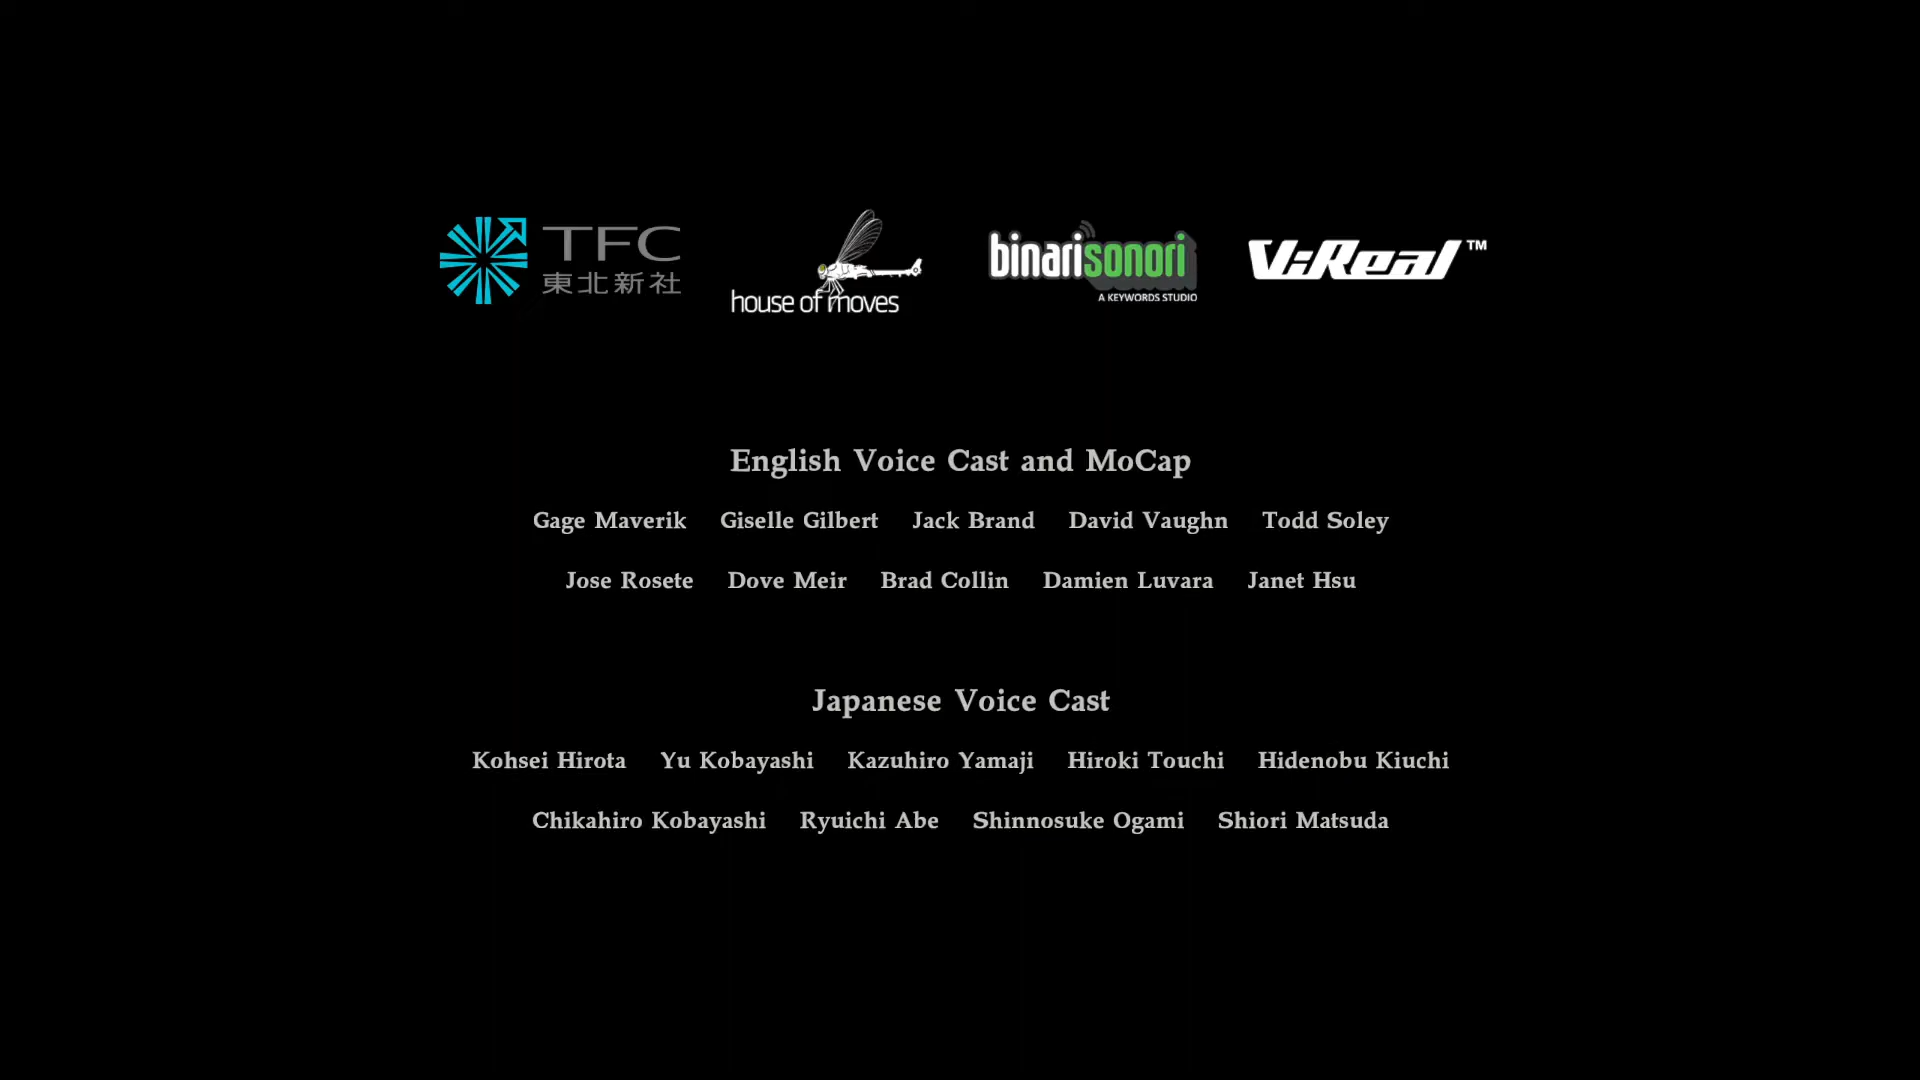 TFC
東北新社
house of moves
binarisonori
A KEYWORDS STUDIO
ViReal™
English Voice Cast and MoCap
Gage Maverik Giselle Gilbert Jack Brand David Vaughn Todd Soley
Jose Rosete Dove Meir Brad Collin Damien Luvara Janet Hsu
Japanese Voice Cast
Kohsei Hirota Yu Kobayashi Kazuhiro Yamaji Hiroki Touchi Hidenobu Kiuchi
Chikahiro Kobayashi Ryuichi Abe Shinnosuke Ogami Shiori Matsuda